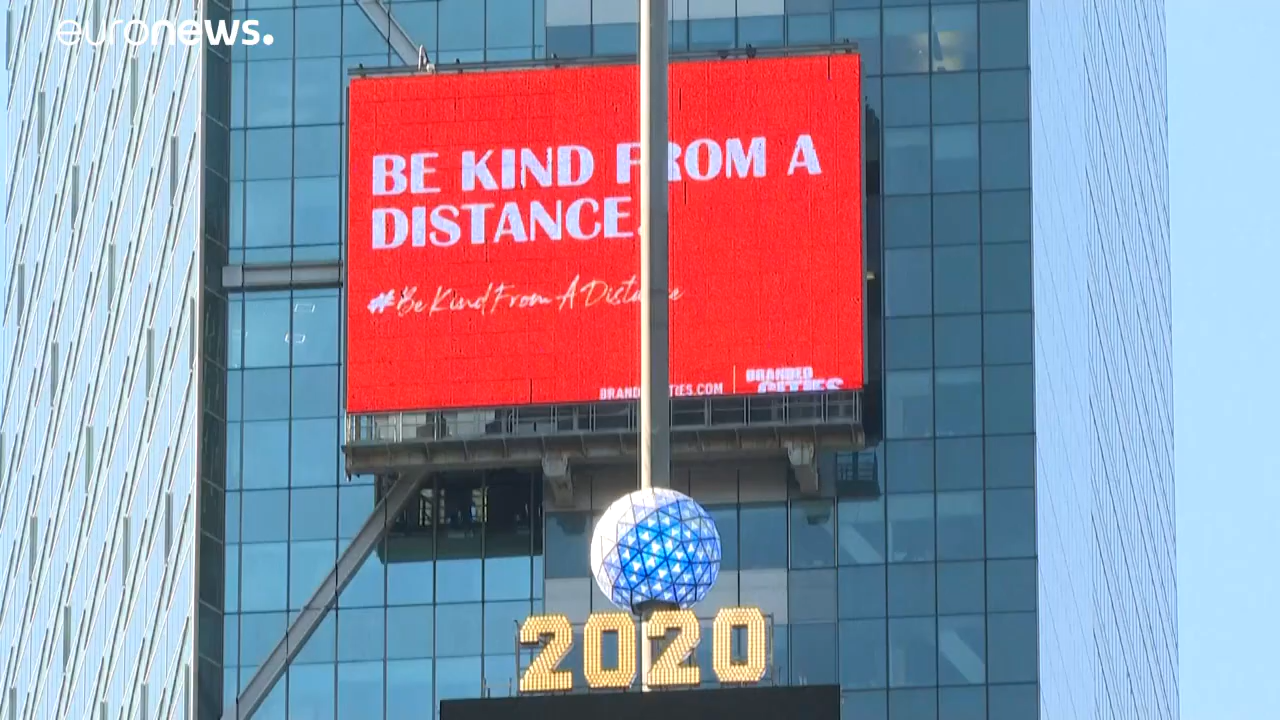 euronews.
BE KIND FROM A
DISTANCE.
#BeKindFromADistance
BRANDEDCITIES.COM
BRANDED
CITIES
2020